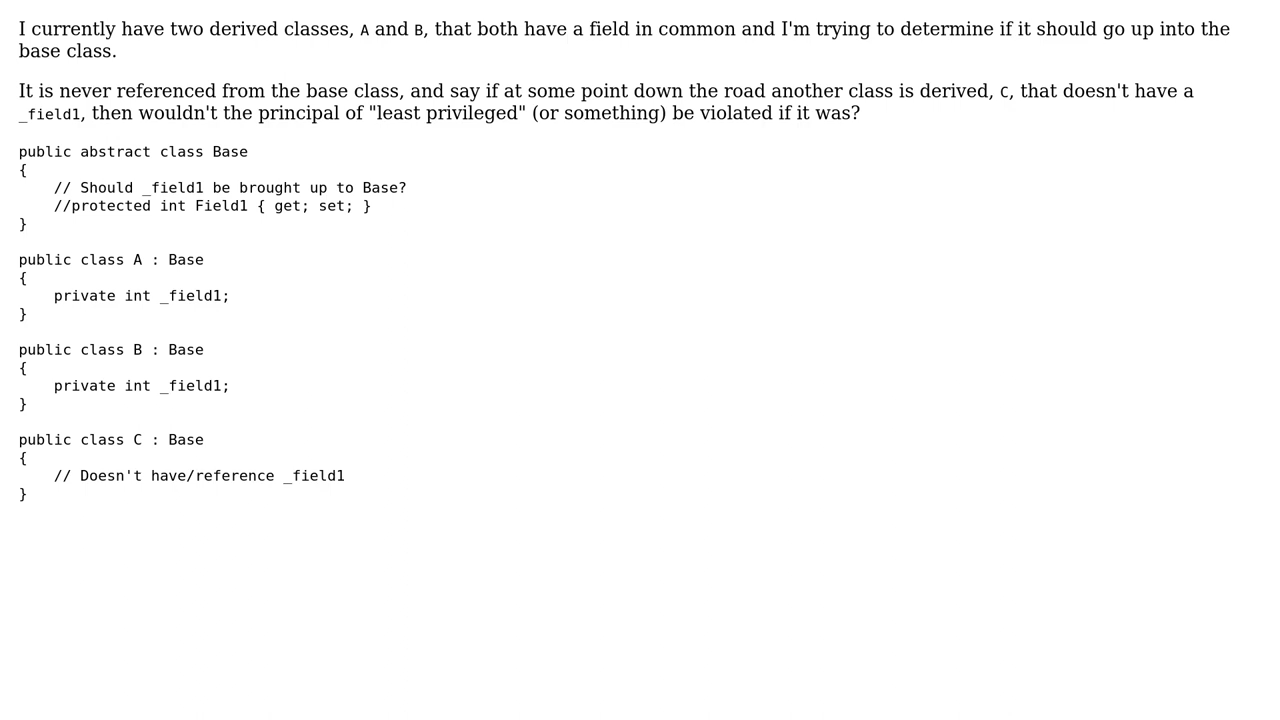 I currently have two derived classes, A and B, that both have a field in common and I'm trying to determine if it should go up into the
base class.
It is never referenced from the base class, and say if at some point down the road another class is derived, C, that doesn't have a
_field1, then wouldn't the principal of "least privileged" (or something) be violated if it was?
public abstract class Base
{
    // Should _field1 be brought up to Base?
    //protected int Field1 { get; set; }
}
public class A : Base
{
    private int _field1;
}
public class B : Base
{
    private int _field1;
}
public class C : Base
{
    // Doesn't have/reference _field1
}